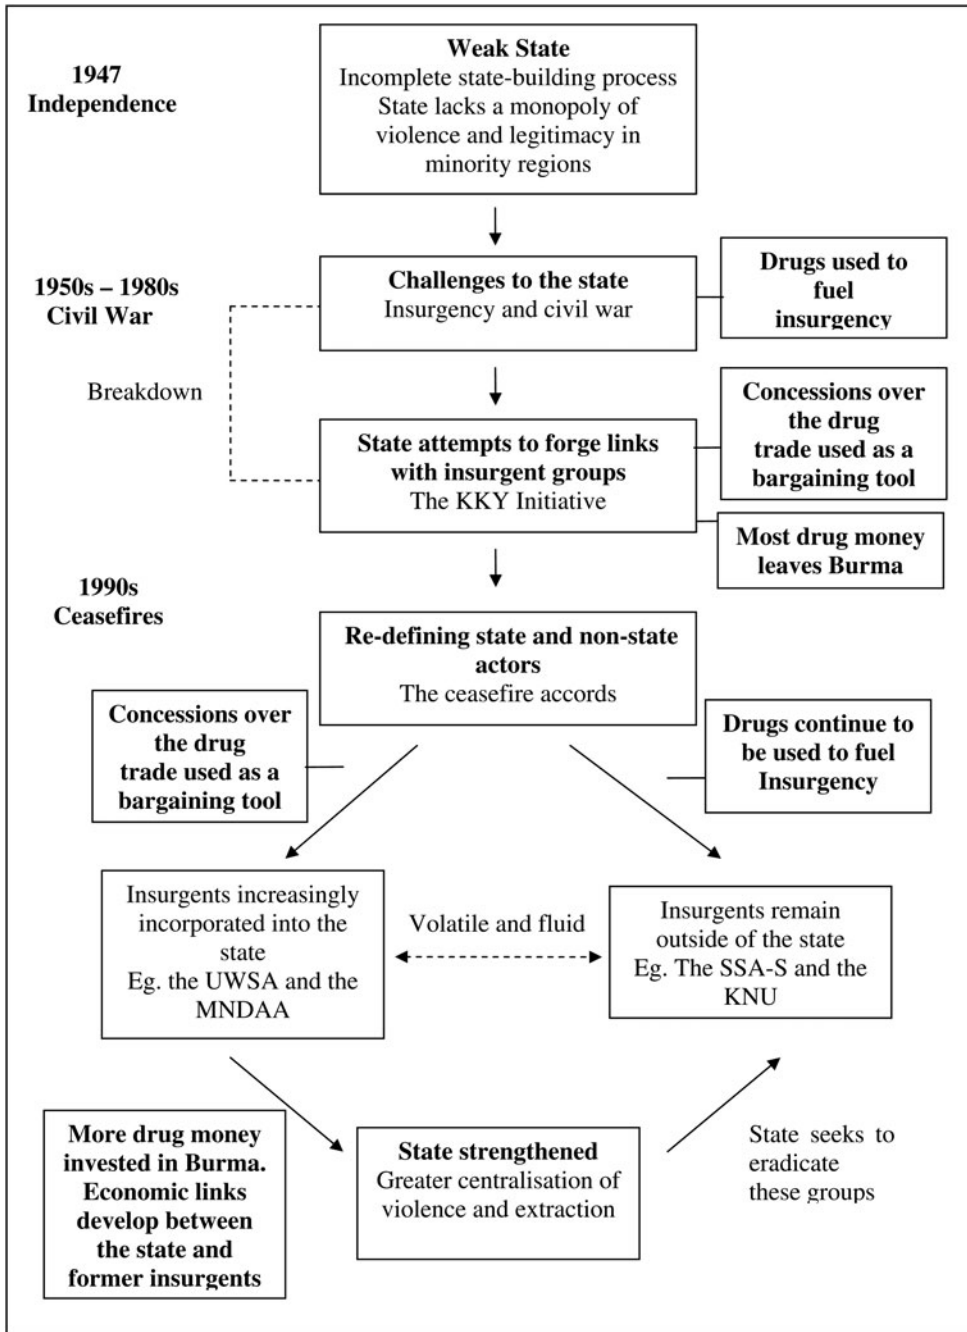 Weak State
Incomplete state-building process
State lacks a monopoly of
violence and legitimacy in
minority regions
1947
Independence
Challenges to the state
Insurgency and civil war
Drugs used to
fuel
insurgency
1950s – 1980s
Civil War
Breakdown
State attempts to forge links
with insurgent groups
The KKY Initiative
Concessions over
the drug
trade used as a
bargaining tool
Most drug money
leaves Burma
1990s
Ceasefires
Re-defining state and non-state
actors
The ceasefire accords
Concessions over
the drug
trade used as a
bargaining tool
Drugs continue to
be used to fuel
Insurgency
Insurgents increasingly
incorporated into the
state
Eg. the UWSA and the
MNDAA
Volatile and fluid
Insurgents remain
outside of the state
Eg. The SSA-S and the
KNU
More drug money
invested in Burma.
Economic links
develop between
the state and
former insurgents
State strengthened
Greater centralisation of
violence and extraction
State seeks to
eradicate
these groups